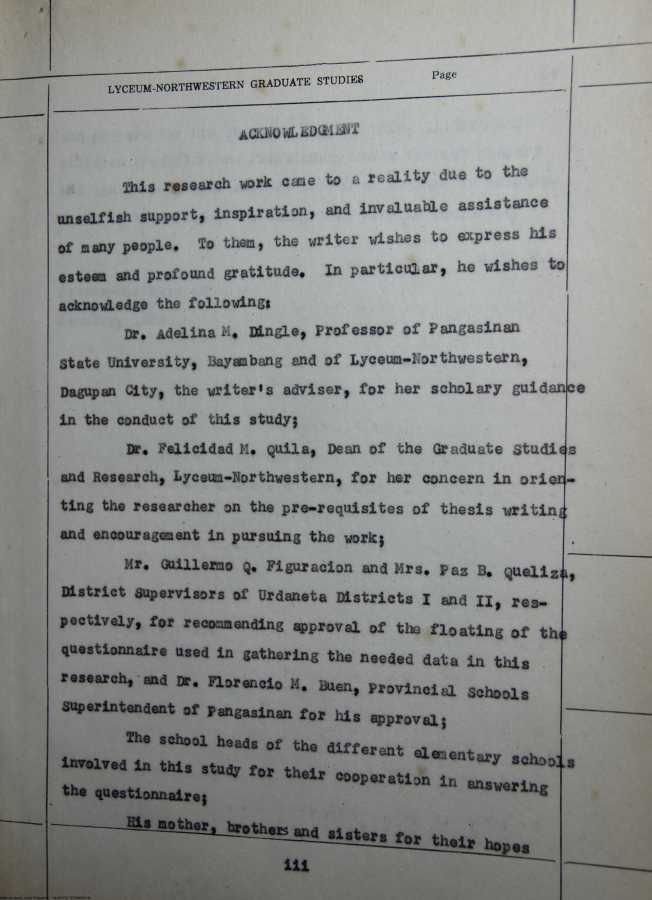 LYCEUM-NORTHWESTERN GRADUATE STUDIES Page
ACKNOWLEDGMENT
This research work came to a reality due to the
unselfish support, inspiration, and invaluable assistance
of many people. To them, the writer wishes to express his
esteem and profound gratitude. In particular, he wishes to
acknowledge the following:
Dr. Adelina M. Dingle, Professor of Pangasinan
State University, Bayambang and of Lyceum-Northwestern,
Dagupan City, the writer's adviser, for her scholary guidance
in the conduct of this study;
Dr. Felicidad M. Quila, Dean of the Graduate Studies
and Research, Lyceum-Northwestern, for her concern in orien-
ting the researcher on the pre-requisites of thesis writing
and encouragement in pursuing the work;
Mr. Guillermo Q. Figuracion and Mrs. Paz B. Queliza,
District Supervisors of Urdaneta Districts I and II, res-
pectively, for recommending approval of the floating of the
questionnaire used in gathering the needed data in this
research, and Dr. Florencio M. Buen, Provincial Schools
Superintendent of Pangasinan for his approval;
The school heads of the different elementary schools
involved in this study for their cooperation in answering
the questionnaire;
His mother, brothers and sisters for their hopes
iii